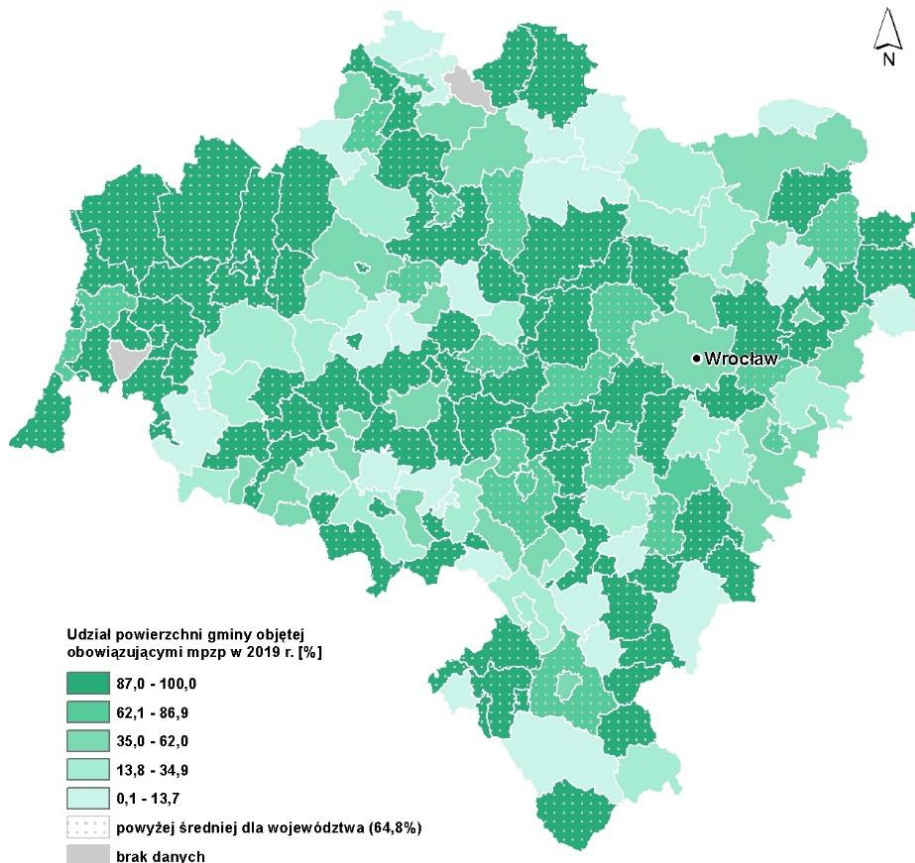 N
Wrocław
Udział powierzchni gminy objętej
obowiązującymi mpzp w 2019 r. [%]
87,0 - 100,0
62,1 - 86,9
35,0 - 62,0
13,8 - 34,9
0,1 - 13,7
powyżej średniej dla województwa (64,8%)
brak danych